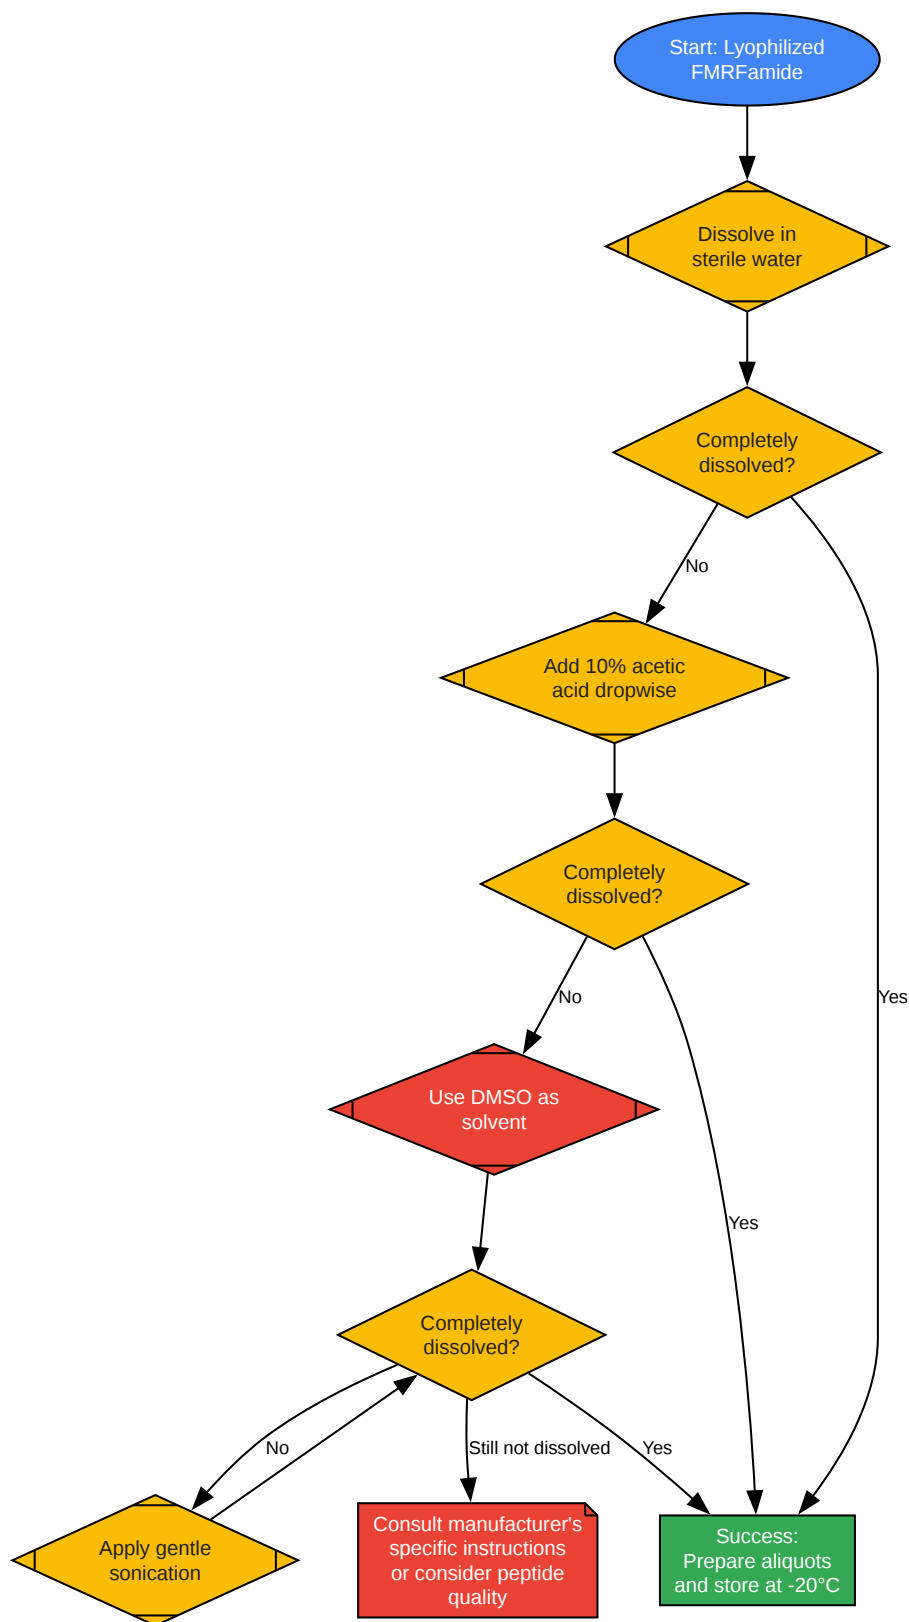 Start: Lyophilized
FMRFamide
Dissolve in
sterile water
Completely
dissolved?
No
Add 10% acetic
acid dropwise
Completely
dissolved?
No
Yes
Use DMSO as
solvent
Yes
Completely
dissolved?
No
Still not dissolved
Yes
Apply gentle
sonication
Consult manufacturer's
specific instructions
or consider peptide
quality
Success:
Prepare aliquots
and store at -20°C